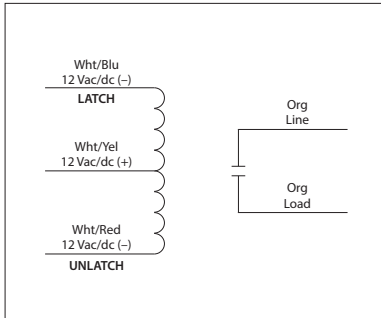 Wht/Blu
12 Vac/dc (–)
LATCH
Wht/Yel
12 Vac/dc (+)
Wht/Red
12 Vac/dc (–)
UNLATCH
Org
Line
Org
Load